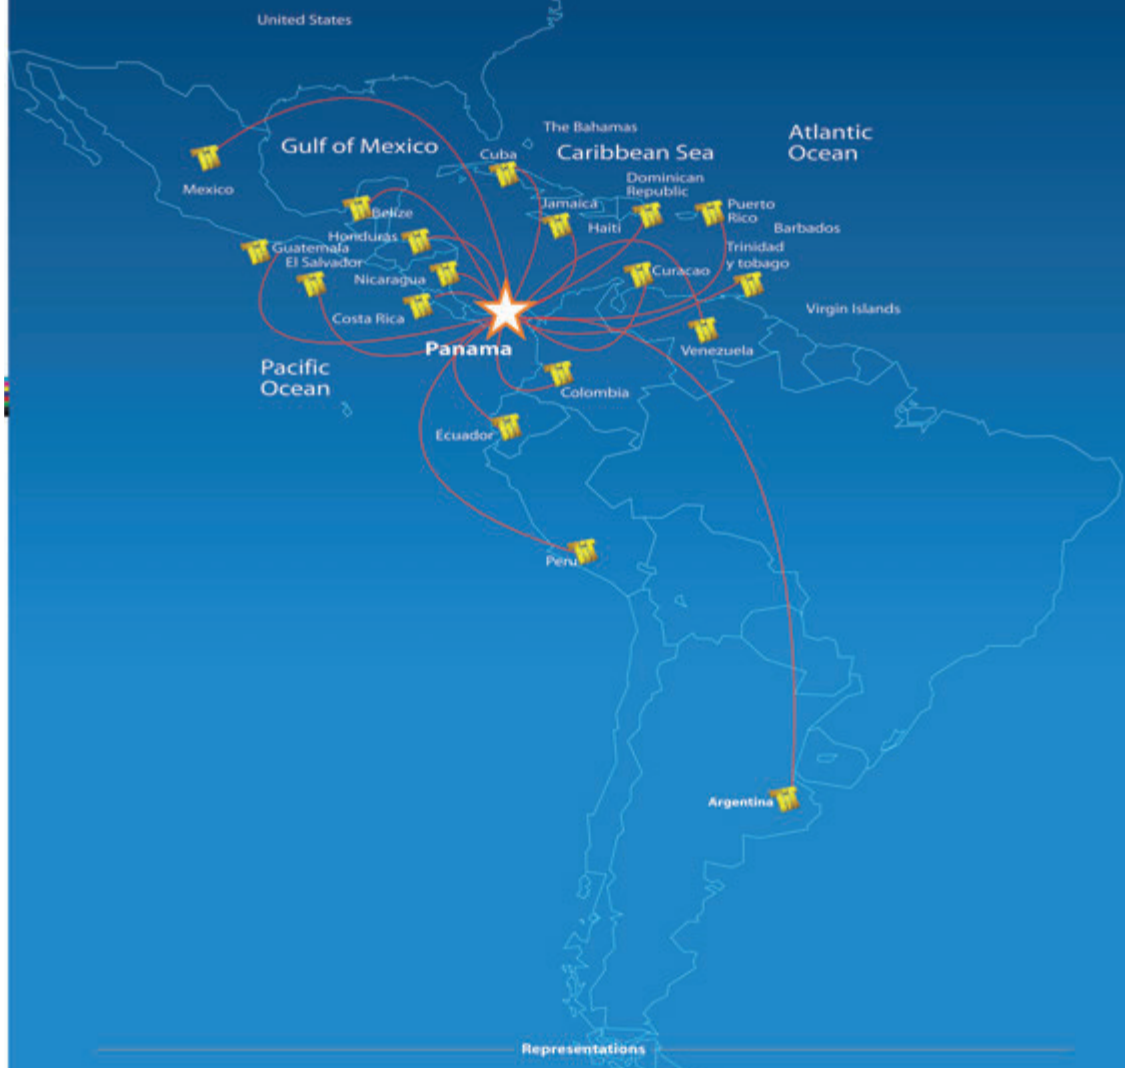 United States
The Bahamas
Atlantic
Ocean
Gulf of Mexico
Cuba
Caribbean Sea
Mexico
Dominican
Republic
Belize
Jamaica
Puerto
Rico
Haiti
Barbados
Honduras
Guatemala
El Salvador
Trinidad
y tobago
Nicaragua
Curacao
Costa Rica
Virgin Islands
Panama
Venezuela
Pacific
Ocean
Colombia
Ecuador
Peru
Argentina
Representations